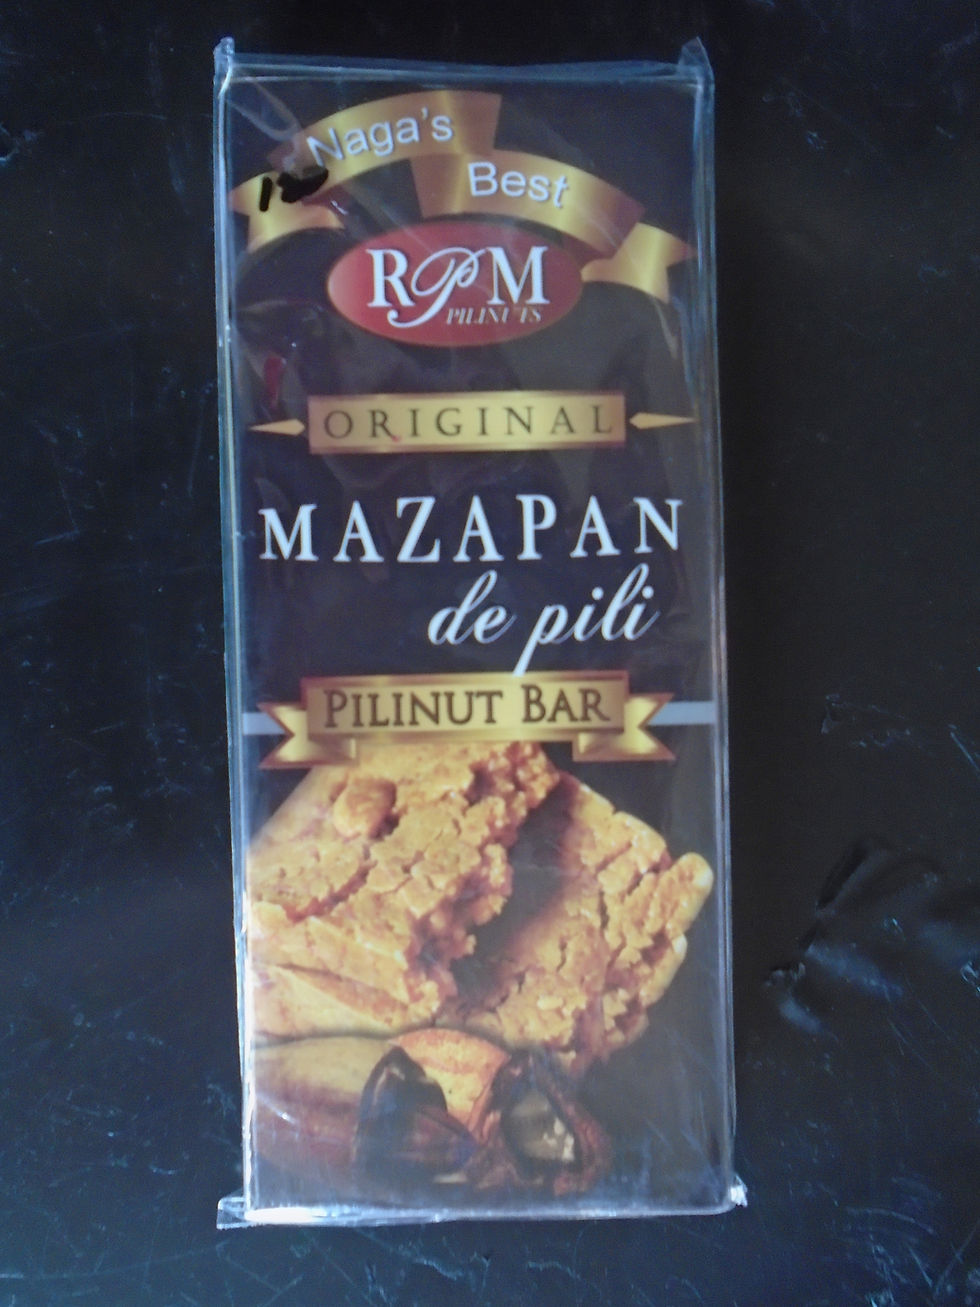 Naga's
Best
RPM
PILINUTS
ORIGINAL
MAZAPAN
de pili
PILINUT BAR